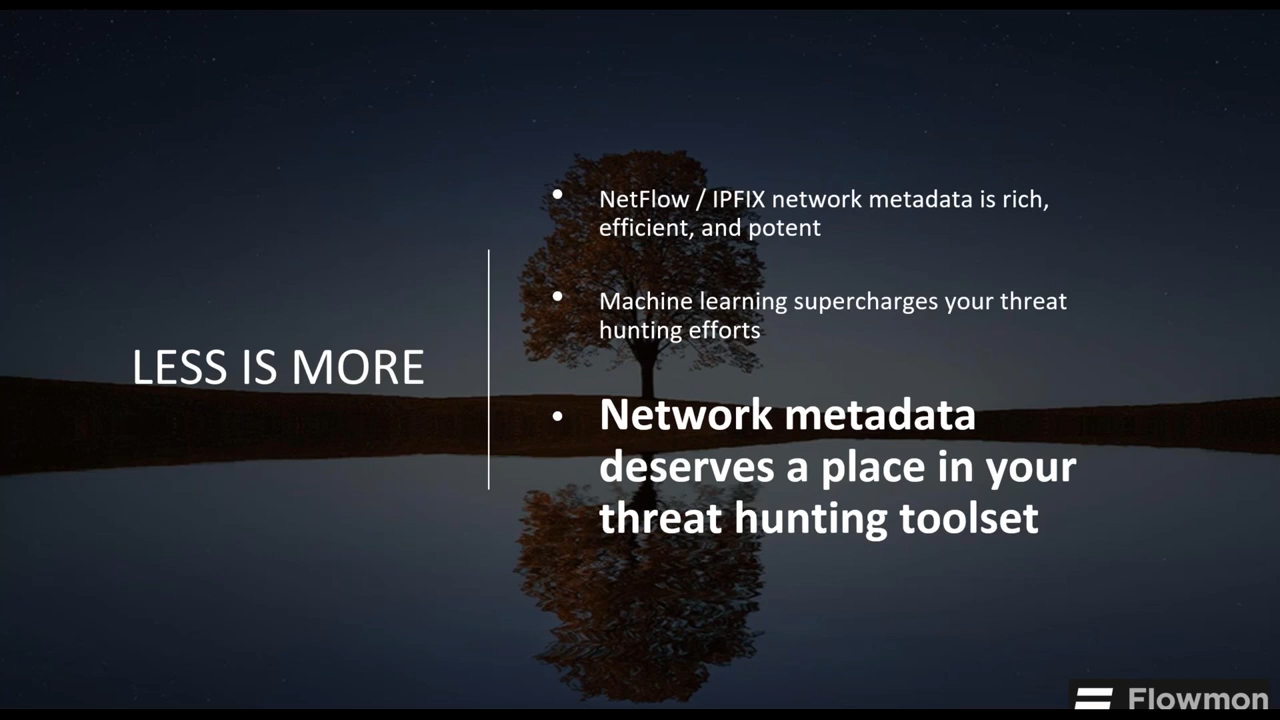 LESS IS MORE
• NetFlow / IPFIX network metadata is rich,
efficient, and potent
• Machine learning supercharges your threat
hunting efforts
• Network metadata
deserves a place in your
threat hunting toolset
Flowmon